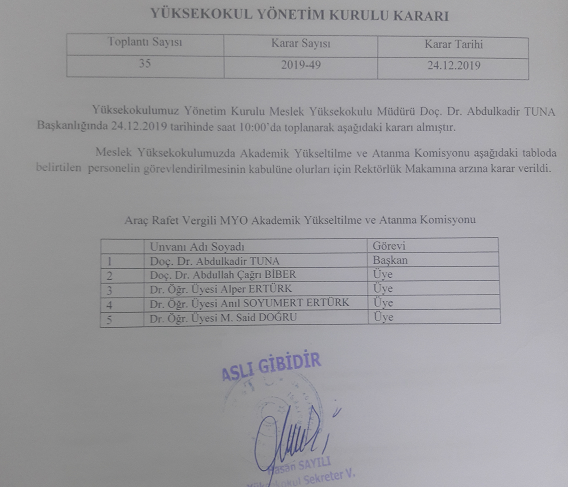 YÜKSEKOKUL YÖNETİM KURULU KARARI
Toplantı Sayısı Karar Sayısı Karar Tarihi
35 2019-49 24.12.2019
Yüksekokulumuz Yönetim Kurulu Meslek Yüksekokulu Müdürü Doç. Dr. Abdulkadir TUNA
Başkanlığında 24.12.2019 tarihinde saat 10:00'da toplanarak aşağıdaki kararı almıştır.
Meslek Yüksekokulumuzda Akademik Yükseltilme ve Atanma Komisyonu aşağıdaki tabloda
belirtilen personelin görevlendirilmesinin kabulüne olurları için Rektörlük Makamına arzına karar verildi.
Araç Rafet Vergili MYO Akademik Yükseltilme ve Atanma Komisyonu
Unvanı Adı Soyadı Görevi
1 Doç. Dr. Abdulkadir TUNA Başkan
2 Doç. Dr. Abdullah Çağrı BİBER Üye
3 Dr. Öğr. Üyesi Alper ERTÜRK Üye
4 Dr. Öğr. Üyesi Anıl SOYUMERT ERTÜRK Üye
5 Dr. Öğr. Üyesi M. Said DOĞRU Üye
ASLI GİBİDİR
Hasan SAYILI
Sekreter V.